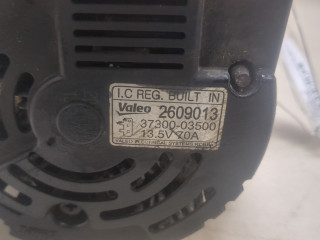 I.C REG. BUILT IN
Valeo 2609013
37300-03500
13.5V 70A